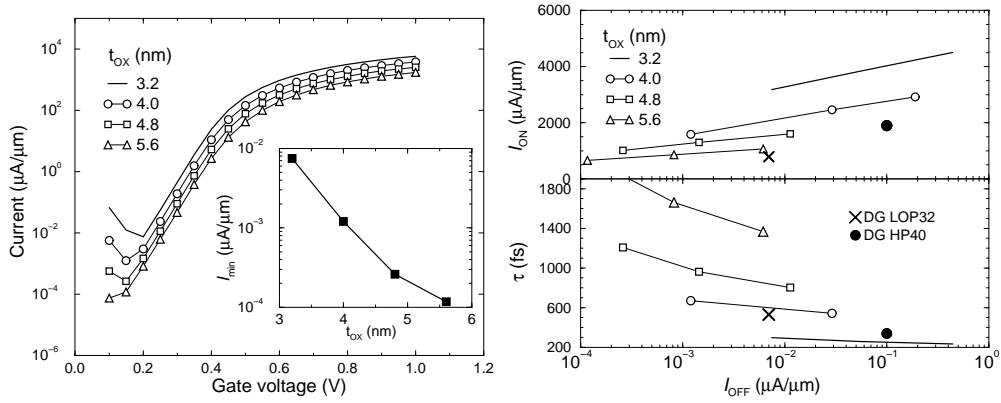 t_OX (nm)
3.2
4.0
4.8
5.6
10^4
10^2
10^0
10^-2
10^-4
10^-6
Current (μA/μm)
0.0 0.2 0.4 0.6 0.8 1.0 1.2
Gate voltage (V)
10^-2
10^-3
10^-4
I_min (μA/μm)
3 4 5 6
t_OX (nm)
t_OX (nm)
3.2
4.0
4.8
5.6
6000
4000
2000
0
I_ON (μA/μm)
1800
1400
1000
600
200
τ (fs)
DG LOP32
DG HP40
10^-4 10^-3 10^-2 10^-1 10^0
I_OFF (μA/μm)